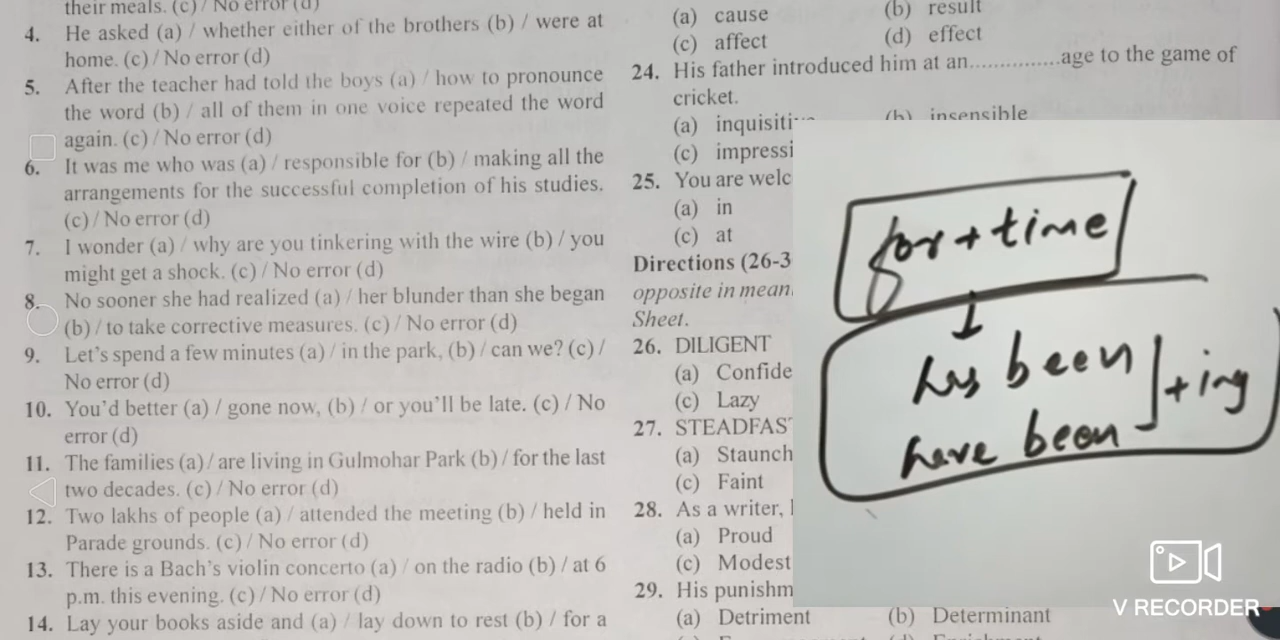 their meals. (c) / No error (d)
4. He asked (a) / whether either of the brothers (b) / were at
home. (c) / No error (d)
5. After the teacher had told the boys (a) / how to pronounce
the word (b) / all of them in one voice repeated the word
again. (c) / No error (d)
6. It was me who was (a) / responsible for (b) / making all the
arrangements for the successful completion of his studies.
(c) / No error (d)
7. I wonder (a) / why are you tinkering with the wire (b) / you
might get a shock. (c) / No error (d)
8. No sooner she had realized (a) / her blunder than she began
(b) / to take corrective measures. (c) / No error (d)
9. Let's spend a few minutes (a) / in the park, (b) / can we? (c) /
No error (d)
10. You'd better (a) / gone now, (b) / or you'll be late. (c) / No
error (d)
11. The families (a) / are living in Gulmohar Park (b) / for the last
two decades. (c) / No error (d)
12. Two lakhs of people (a) / attended the meeting (b) / held in
Parade grounds. (c) / No error (d)
13. There is a Bach's violin concerto (a) / on the radio (b) / at 6
p.m. this evening. (c) / No error (d)
14. Lay your books aside and (a) / lay down to rest (b) / for a
(a) cause (b) result
(c) affect (d) effect
24. His father introduced him at an..............age to the game of
cricket.
(a) inquisiti (b) insensible
(c) impressi
25. You are welc
(a) in
(c) at
Directions (26-3
opposite in mean
Sheet.
26. DILIGENT
(a) Confide
(c) Lazy
27. STEADFAST
(a) Staunch
(c) Faint
28. As a writer,
(a) Proud
(c) Modest
29. His punishm
(a) Detriment (b) Determinant
for + time
has been
have been
+ ing
V RECORDER